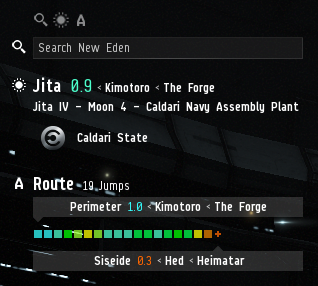 A
Search New Eden
Jita 0.9 < Kimotoro < The Forge
Jita IV - Moon 4 - Caldari Navy Assembly Plant
Caldari State
A Route - 19 Jumps
Perimeter 1.0 < Kimotoro < The Forge
Siseide 0.3 < Hed < Heimatar